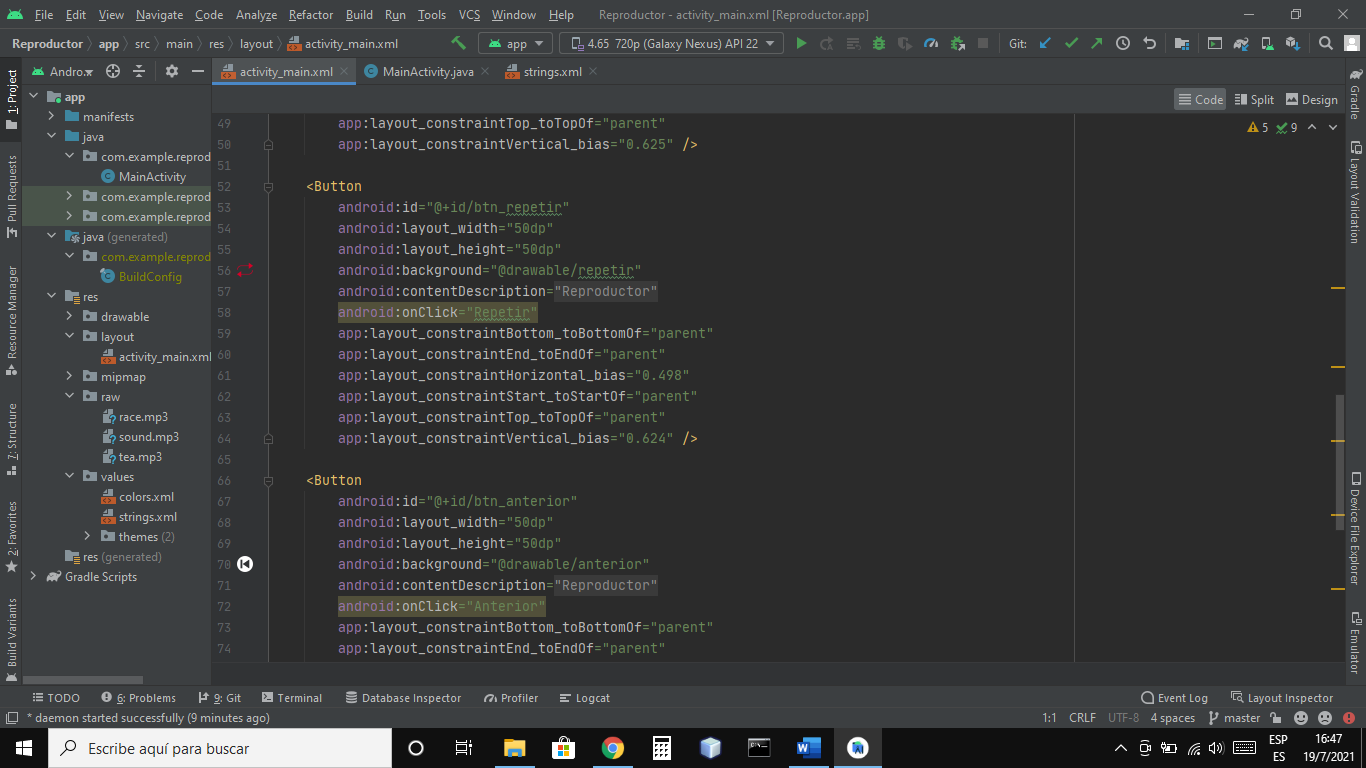 File Edit View Navigate Code Analyze Refactor Build Run Tools VCS Window Help Reproductor - activity_main.xml [Reproductor.app]
Reproductor app src main res layout activity_main.xml app 4.65 720p (Galaxy Nexus) API 22 Git:
Andro... activity_main.xml MainActivity.java strings.xml
Code Split Design
1: Project
Pull Requests
Resource Manager
7: Structure
2: Favorites
Build Variants
app
manifests
java
com.example.reprod
MainActivity
com.example.reprod
com.example.reprod
java (generated)
com.example.reprod
BuildConfig
res
drawable
layout
activity_main.xml
mipmap
raw
race.mp3
sound.mp3
tea.mp3
values
colors.xml
strings.xml
themes (2)
res (generated)
Gradle Scripts
5 9
49 app:layout_constraintTop_toTopOf="parent"
50 app:layout_constraintVertical_bias="0.625" />
51
52 <Button
53 android:id="@+id/btn_repetir"
54 android:layout_width="50dp"
55 android:layout_height="50dp"
56 android:background="@drawable/repetir"
57 android:contentDescription="Reproductor"
58 android:onClick="Repetir"
59 app:layout_constraintBottom_toBottomOf="parent"
60 app:layout_constraintEnd_toEndOf="parent"
61 app:layout_constraintHorizontal_bias="0.498"
62 app:layout_constraintStart_toStartOf="parent"
63 app:layout_constraintTop_toTopOf="parent"
64 app:layout_constraintVertical_bias="0.624" />
65
66 <Button
67 android:id="@+id/btn_anterior"
68 android:layout_width="50dp"
69 android:layout_height="50dp"
70 android:background="@drawable/anterior"
71 android:contentDescription="Reproductor"
72 android:onClick="Anterior"
73 app:layout_constraintBottom_toBottomOf="parent"
74 app:layout_constraintEnd_toEndOf="parent"
Gradle
Layout Validation
Device File Explorer
Emulator
TODO 6: Problems 9: Git Terminal Database Inspector Profiler Logcat Event Log Layout Inspector
* daemon started successfully (9 minutes ago) 1:1 CRLF UTF-8 4 spaces master
Escribe aquí para buscar
ESP 16:47
ES 19/7/2021